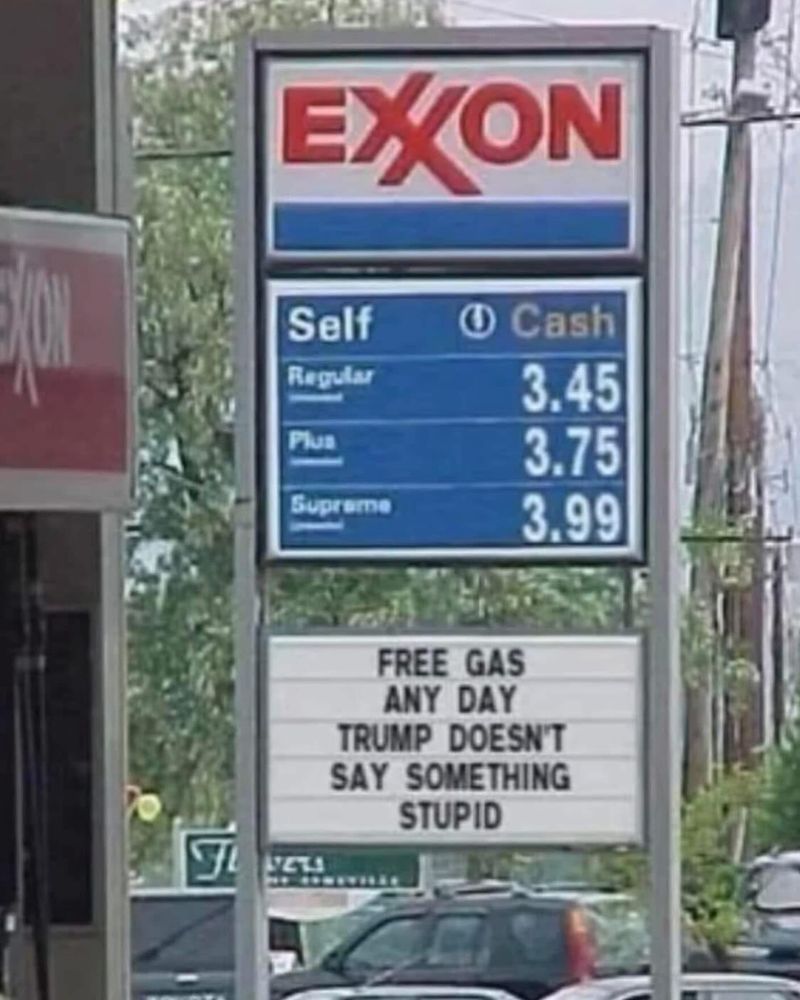 EXXON
Self Cash
Regular 3.45
Plus 3.75
Supreme 3.99
FREE GAS
ANY DAY
TRUMP DOESN'T
SAY SOMETHING
STUPID
EXXON